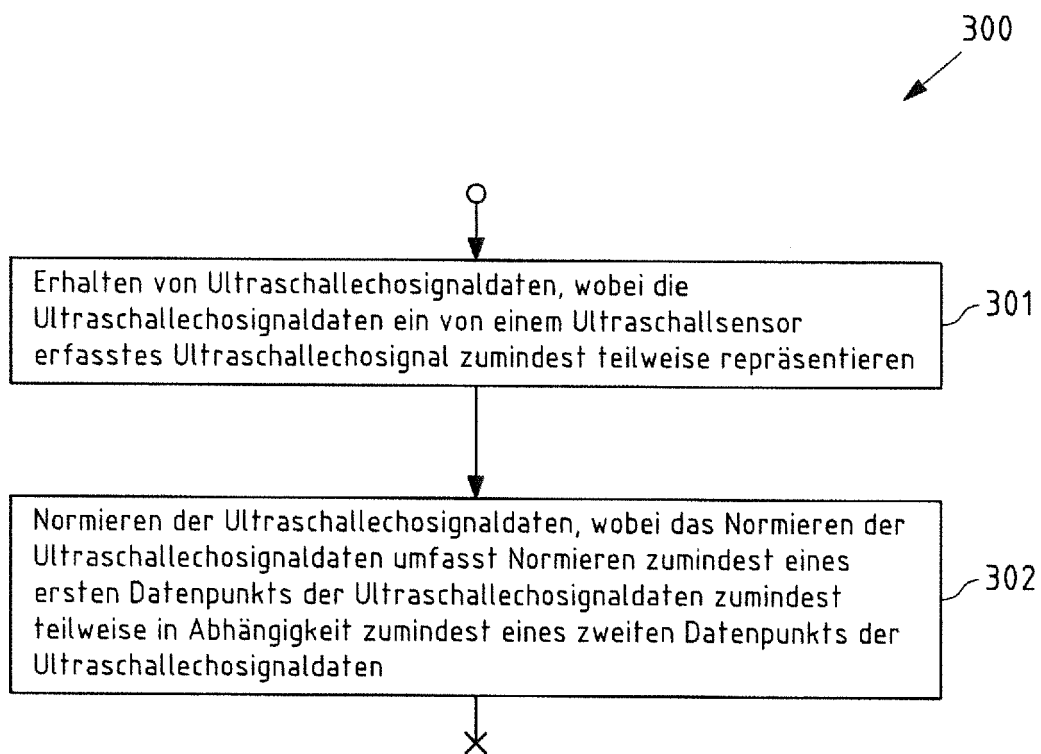 300
Erhalten von Ultraschallechosignaldaten, wobei die
Ultraschallechosignaldaten ein von einem Ultraschallsensor
erfasstes Ultraschallechosignal zumindest teilweise repräsentieren
301
Normieren der Ultraschallechosignaldaten, wobei das Normieren der
Ultraschallechosignaldaten umfasst Normieren zumindest eines
ersten Datenpunkts der Ultraschallechosignaldaten zumindest
teilweise in Abhängigkeit zumindest eines zweiten Datenpunkts der
Ultraschallechosignaldaten
302